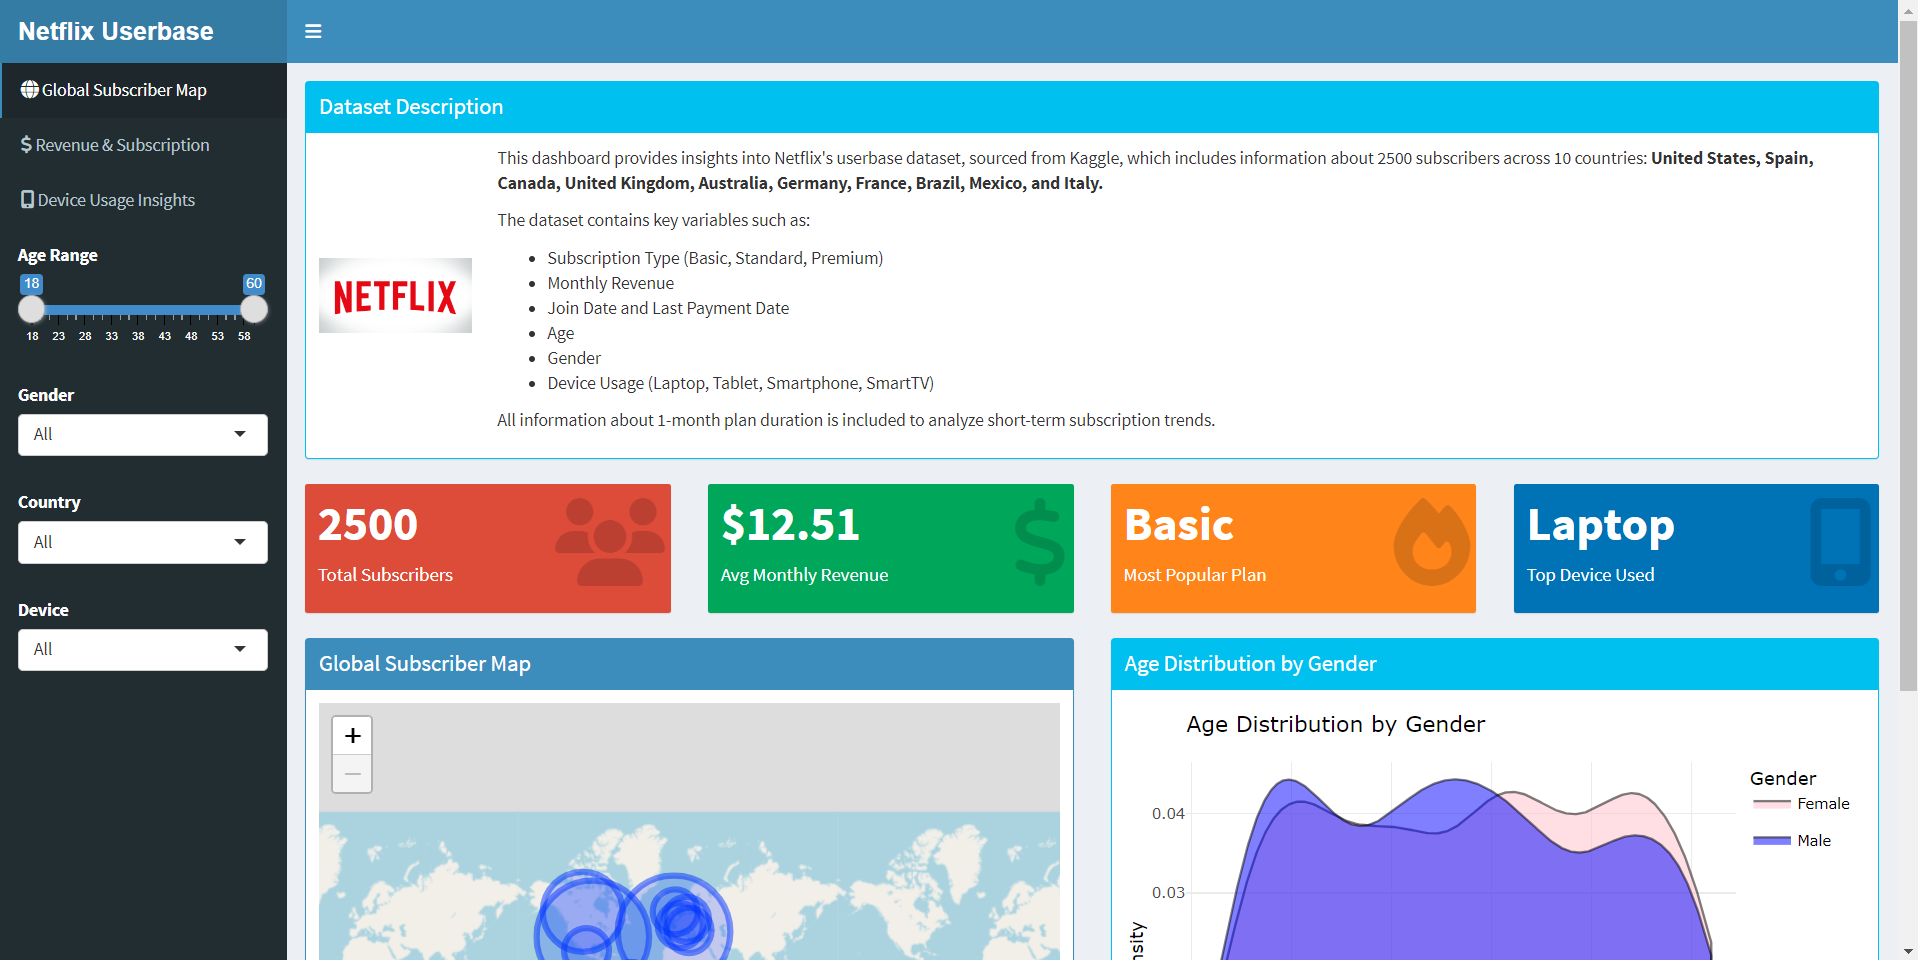 Netflix Userbase
Global Subscriber Map
Revenue & Subscription
Device Usage Insights
Age Range
18 60
18 23 28 33 38 43 48 53 58
Gender
All
Country
All
Device
All
Dataset Description
NETFLIX
This dashboard provides insights into Netflix's userbase dataset, sourced from Kaggle, which includes information about 2500 subscribers across 10 countries: United States, Spain,
Canada, United Kingdom, Australia, Germany, France, Brazil, Mexico, and Italy.
The dataset contains key variables such as:
Subscription Type (Basic, Standard, Premium)
Monthly Revenue
Join Date and Last Payment Date
Age
Gender
Device Usage (Laptop, Tablet, Smartphone, SmartTV)
All information about 1-month plan duration is included to analyze short-term subscription trends.
2500
Total Subscribers
$12.51
Avg Monthly Revenue
Basic
Most Popular Plan
Laptop
Top Device Used
Global Subscriber Map
+
−
Age Distribution by Gender
Age Distribution by Gender
Gender
Female
Male
0.04
0.03